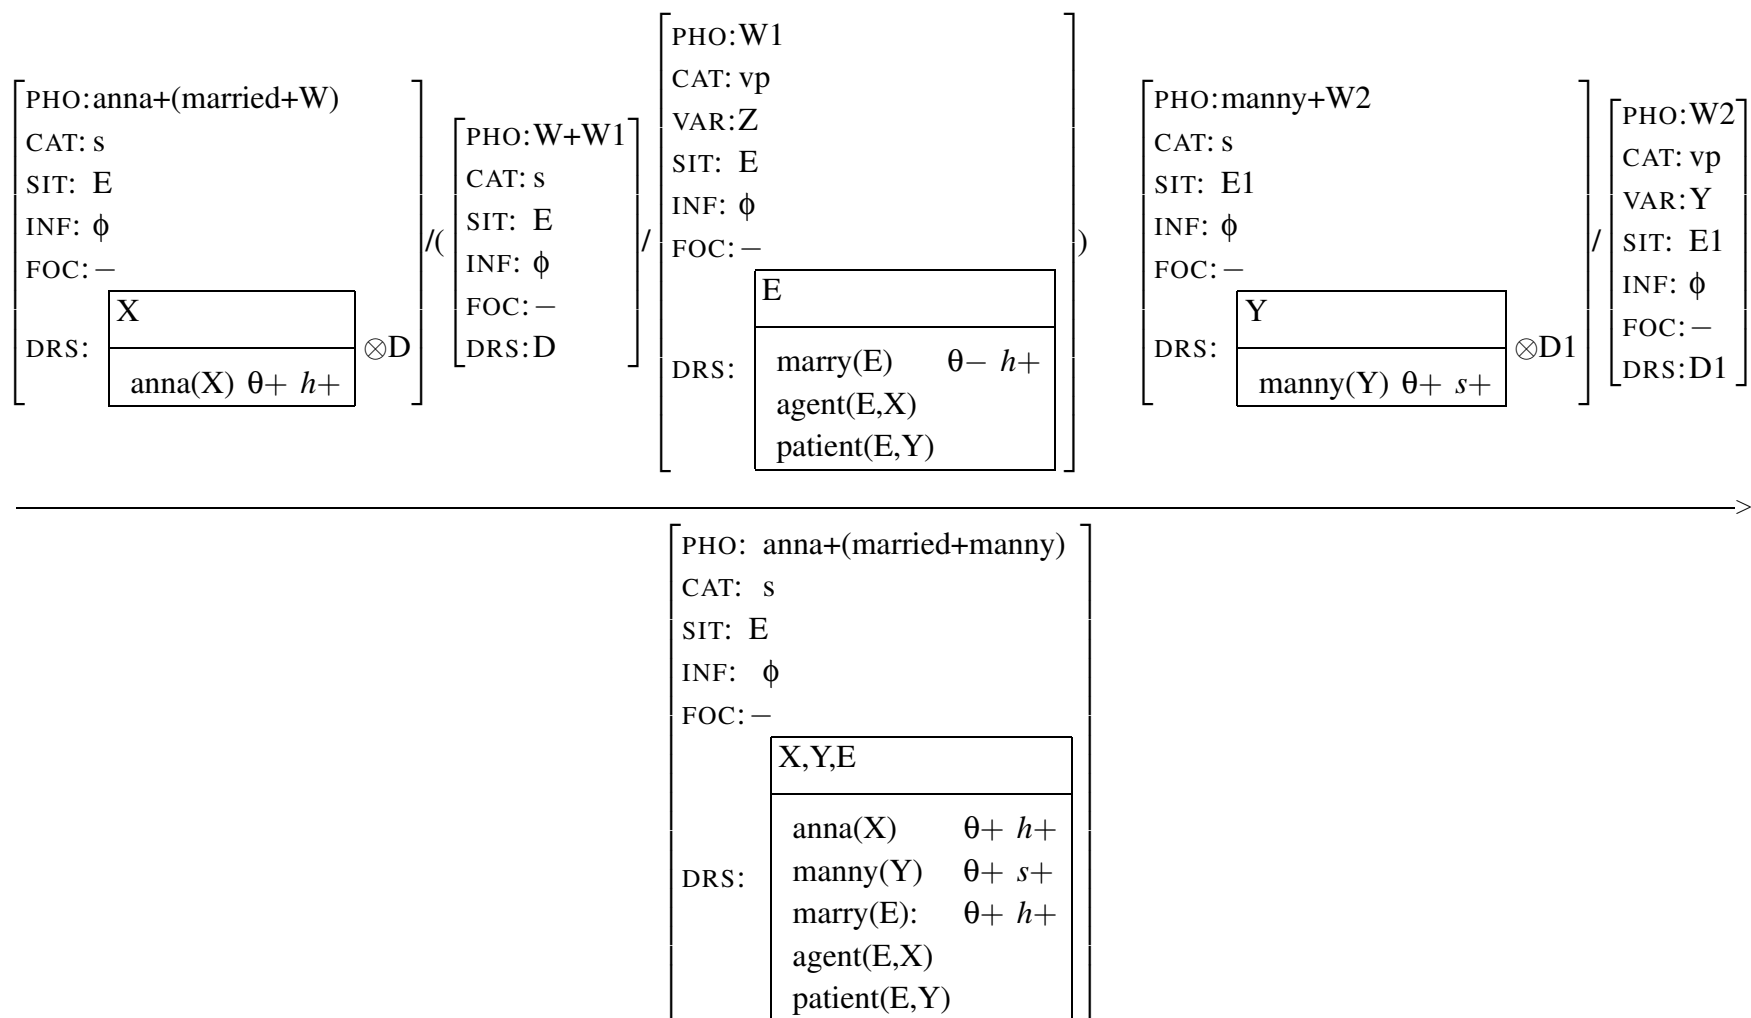 PHO:anna+(married+W)
CAT: s
SIT: E
INF: ϕ
FOC:−
DRS:
X
anna(X) θ+ h+
⊗D
/(
PHO:W+W1
CAT: s
SIT: E
INF: ϕ
FOC:−
DRS:D
/
PHO:W1
CAT: vp
VAR:Z
SIT: E
INF: ϕ
FOC:−
DRS:
E
marry(E) θ− h+
agent(E,X)
patient(E,Y)
)
PHO:manny+W2
CAT: s
SIT: E1
INF: ϕ
FOC:−
DRS:
Y
manny(Y) θ+ s+
⊗D1
/
PHO:W2
CAT: vp
VAR:Y
SIT: E1
INF: ϕ
FOC:−
DRS:D1
>
PHO: anna+(married+manny)
CAT: s
SIT: E
INF: ϕ
FOC:−
DRS:
X,Y,E
anna(X) θ+ h+
manny(Y) θ+ s+
marry(E): θ+ h+
agent(E,X)
patient(E,Y)